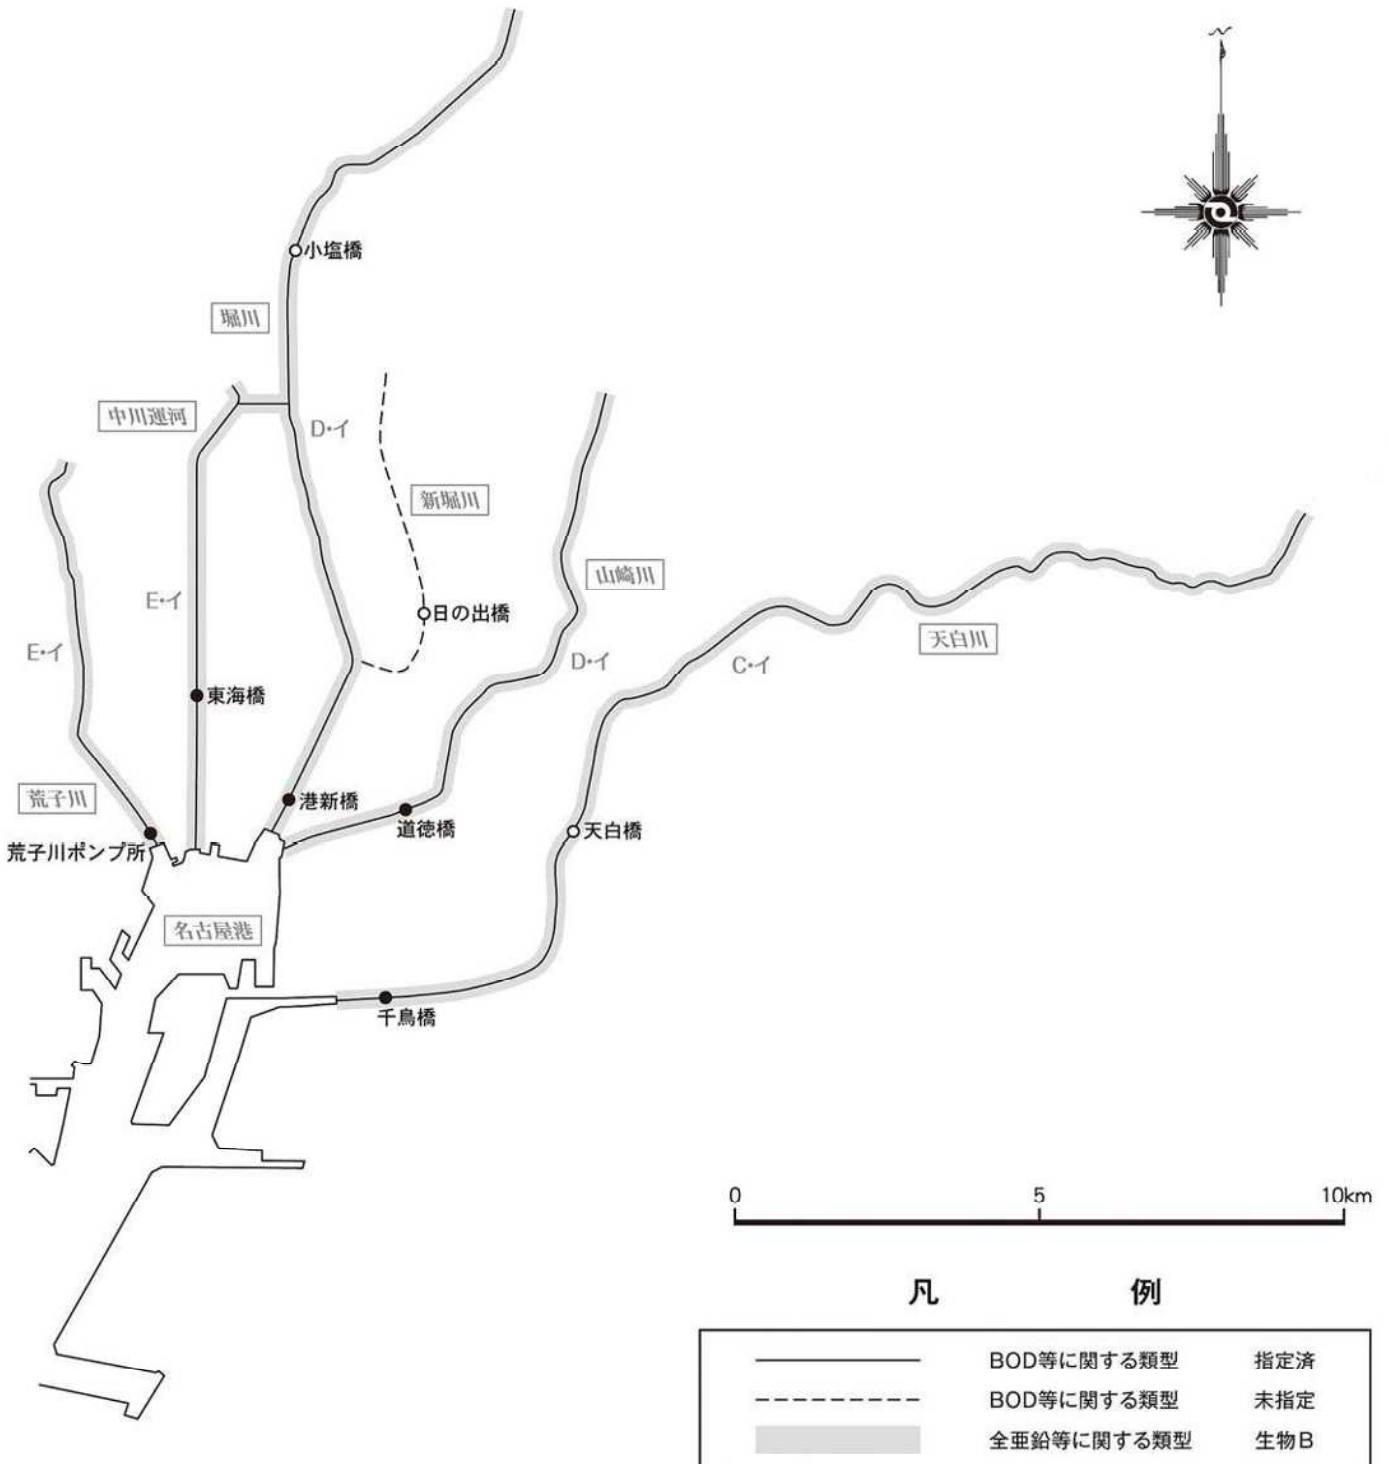 小塩橋
堀川
中川運河
D・イ
新堀川
山崎川
E・イ
日の出橋
天白川
E・イ
D・イ
C・イ
東海橋
荒子川
港新橋
道徳橋
天白橋
荒子川ポンプ所
名古屋港
千鳥橋
0 5 10km
凡 例
BOD等に関する類型 指定済
BOD等に関する類型 未指定
全亜鉛等に関する類型 生物B